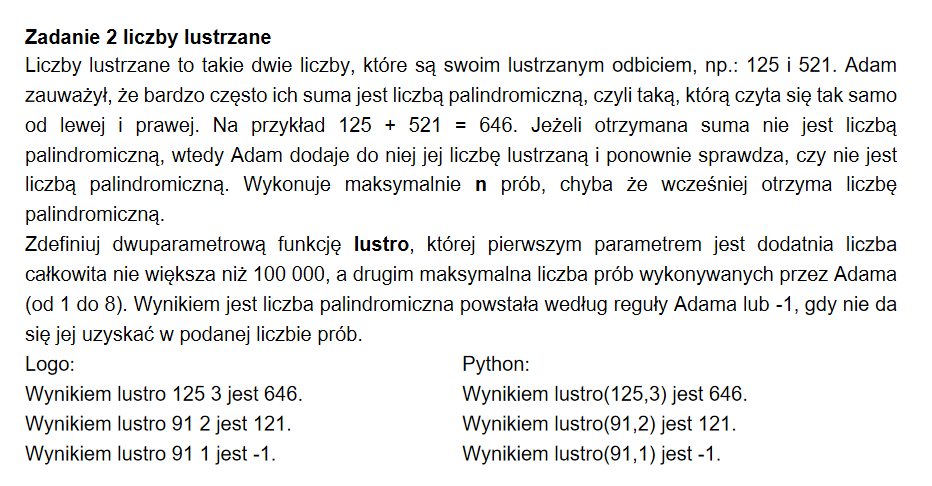 Zadanie 2 liczby lustrzane
Liczby lustrzane to takie dwie liczby, które są swoim lustrzanym odbiciem, np.: 125 i 521. Adam
zauważył, że bardzo często ich suma jest liczbą palindromiczną, czyli taką, którą czyta się tak samo
od lewej i prawej. Na przykład 125 + 521 = 646. Jeżeli otrzymana suma nie jest liczbą
palindromiczną, wtedy Adam dodaje do niej jej liczbę lustrzaną i ponownie sprawdza, czy nie jest
liczbą palindromiczną. Wykonuje maksymalnie n prób, chyba że wcześniej otrzyma liczbę
palindromiczną.
Zdefiniuj dwuparametrową funkcję lustro, której pierwszym parametrem jest dodatnia liczba
całkowita nie większa niż 100 000, a drugim maksymalna liczba prób wykonywanych przez Adama
(od 1 do 8). Wynikiem jest liczba palindromiczna powstała według reguły Adama lub -1, gdy nie da
się jej uzyskać w podanej liczbie prób.
Logo:
Wynikiem lustro 125 3 jest 646.
Wynikiem lustro 91 2 jest 121.
Wynikiem lustro 91 1 jest -1.
Python:
Wynikiem lustro(125,3) jest 646.
Wynikiem lustro(91,2) jest 121.
Wynikiem lustro(91,1) jest -1.